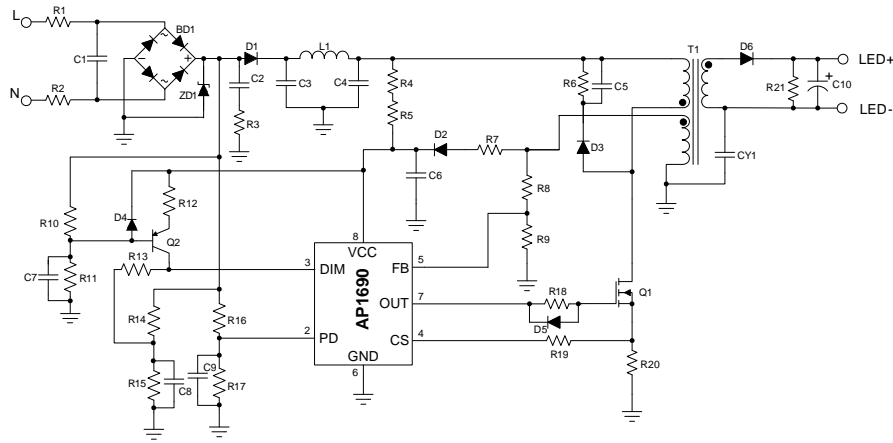 L
R1
BD1
D1
L1
T1
D6
LED+
C1
C2
C3
C4
R4
R6
C5
R21
C10
+
N
R2
ZD1
R3
R5
D2
R7
D3
CY1
LED-
C6
R8
R12
R10
D4
Q2
R9
8
VCC
R13
3
DIM
FB
5
C7
R11
AP1690
OUT
7
R18
Q1
R14
R16
D5
2
PD
CS
4
R19
C9
GND
R20
R15
C8
R17
6